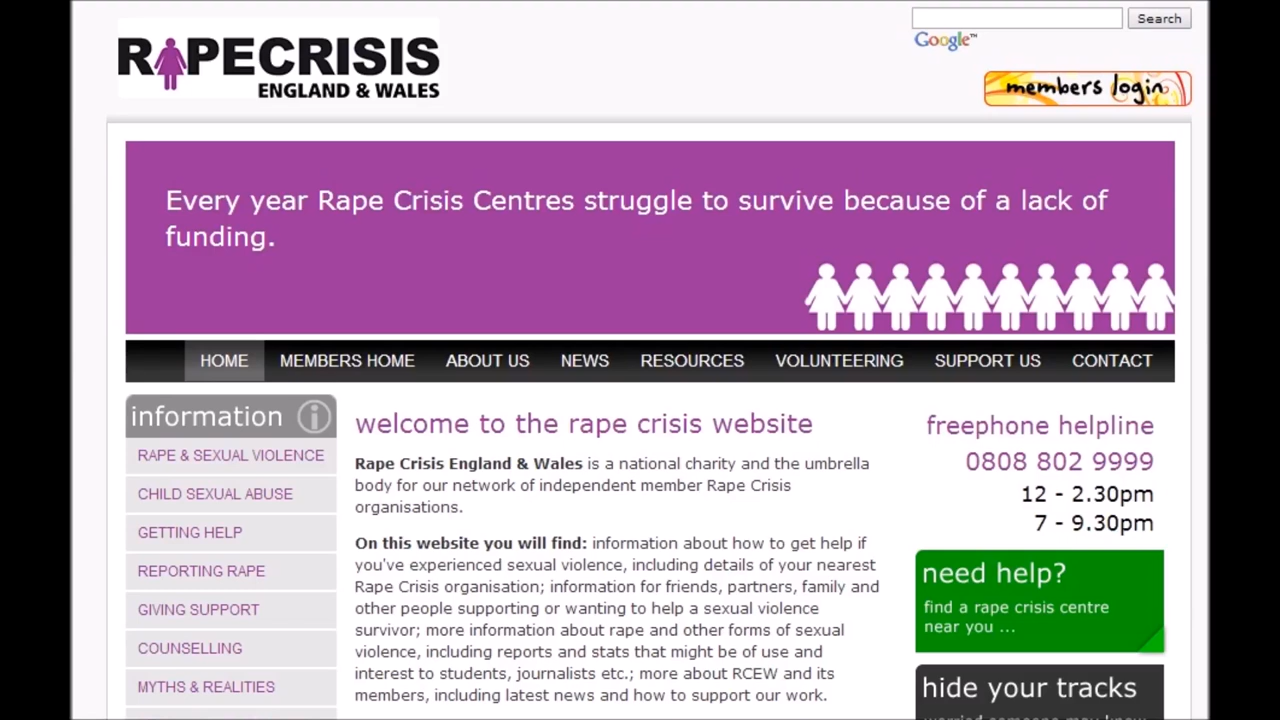 Search
Google™
RAPECRISIS
ENGLAND & WALES
members login
Every year Rape Crisis Centres struggle to survive because of a lack of
funding.
HOME MEMBERS HOME ABOUT US NEWS RESOURCES VOLUNTEERING SUPPORT US CONTACT
information
RAPE & SEXUAL VIOLENCE
CHILD SEXUAL ABUSE
GETTING HELP
REPORTING RAPE
GIVING SUPPORT
COUNSELLING
MYTHS & REALITIES
welcome to the rape crisis website
Rape Crisis England & Wales is a national charity and the umbrella
body for our network of independent member Rape Crisis
organisations.
On this website you will find: information about how to get help if
you've experienced sexual violence, including details of your nearest
Rape Crisis organisation; information for friends, partners, family and
other people supporting or wanting to help a sexual violence
survivor; more information about rape and other forms of sexual
violence, including reports and stats that might be of use and
interest to students, journalists etc.; more about RCEW and its
members, including latest news and how to support our work.
freephone helpline
0808 802 9999
12 - 2.30pm
7 - 9.30pm
need help?
find a rape crisis centre
near you ...
hide your tracks